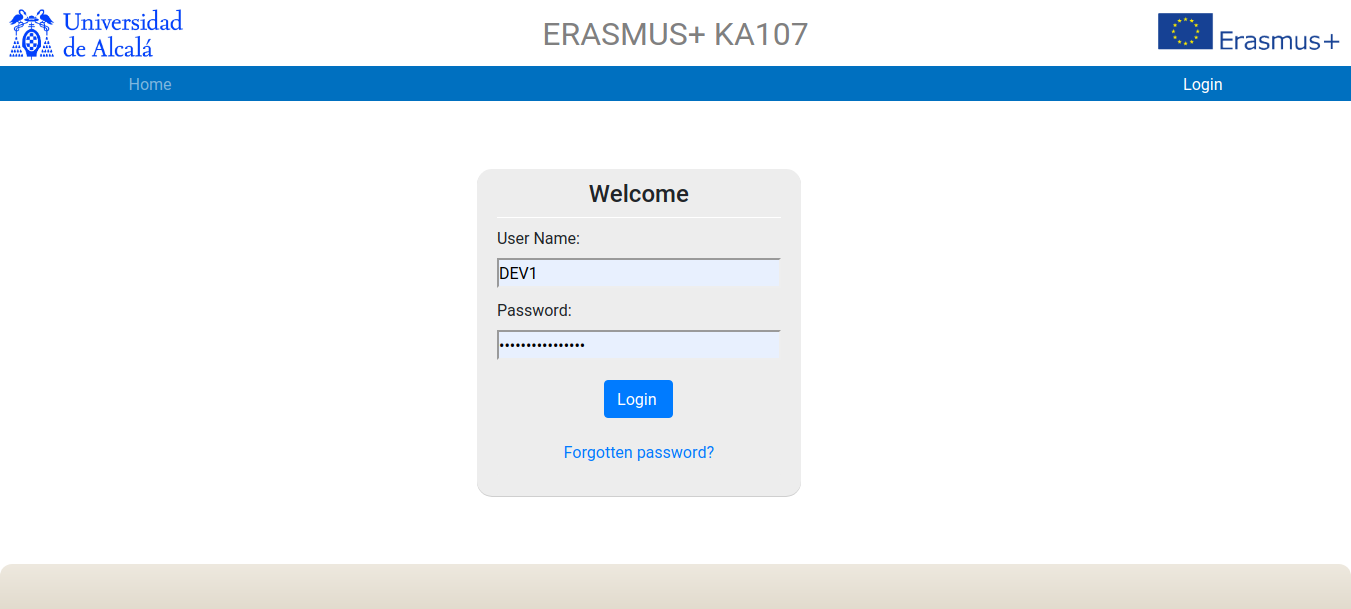 Universidad
de Alcalá
ERASMUS+ KA107
Erasmus+
Home
Login
Welcome
User Name:
DEV1
Password:
••••••••••••••••
Login
Forgotten password?